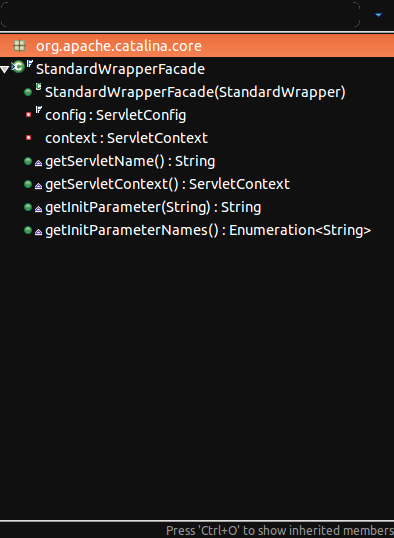 org.apache.catalina.core
StandardWrapperFacade
StandardWrapperFacade(StandardWrapper)
config : ServletConfig
context : ServletContext
getServletName() : String
getServletContext() : ServletContext
getInitParameter(String) : String
getInitParameterNames() : Enumeration<String>
Press 'Ctrl+O' to show inherited members